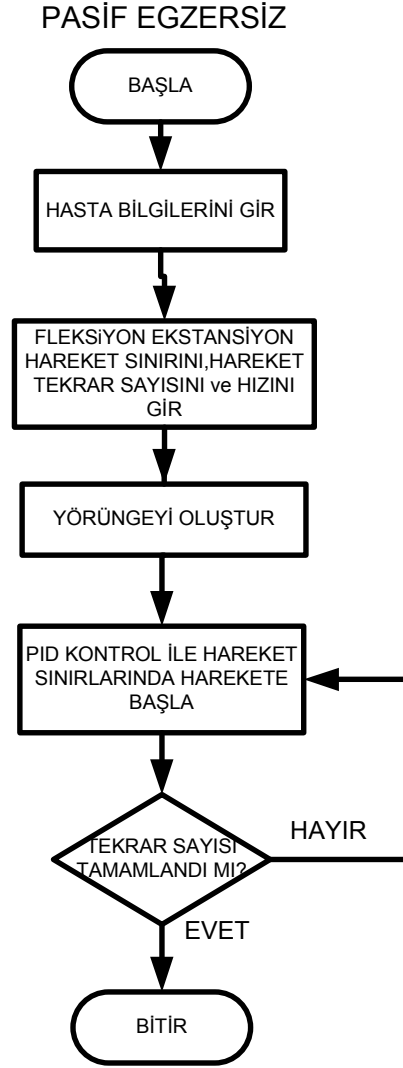 PASİF EGZERSİZ
BAŞLA
HASTA BİLGİLERİNİ GİR
FLEKSiYON EKSTANSİYON
HAREKET SINIRINI,HAREKET
TEKRAR SAYISINI ve HIZINI
GİR
YÖRÜNGEYİ OLUŞTUR
PID KONTROL İLE HAREKET
SINIRLARINDA HAREKETE
BAŞLA
TEKRAR SAYISI
TAMAMLANDI MI?
HAYIR
EVET
BİTİR